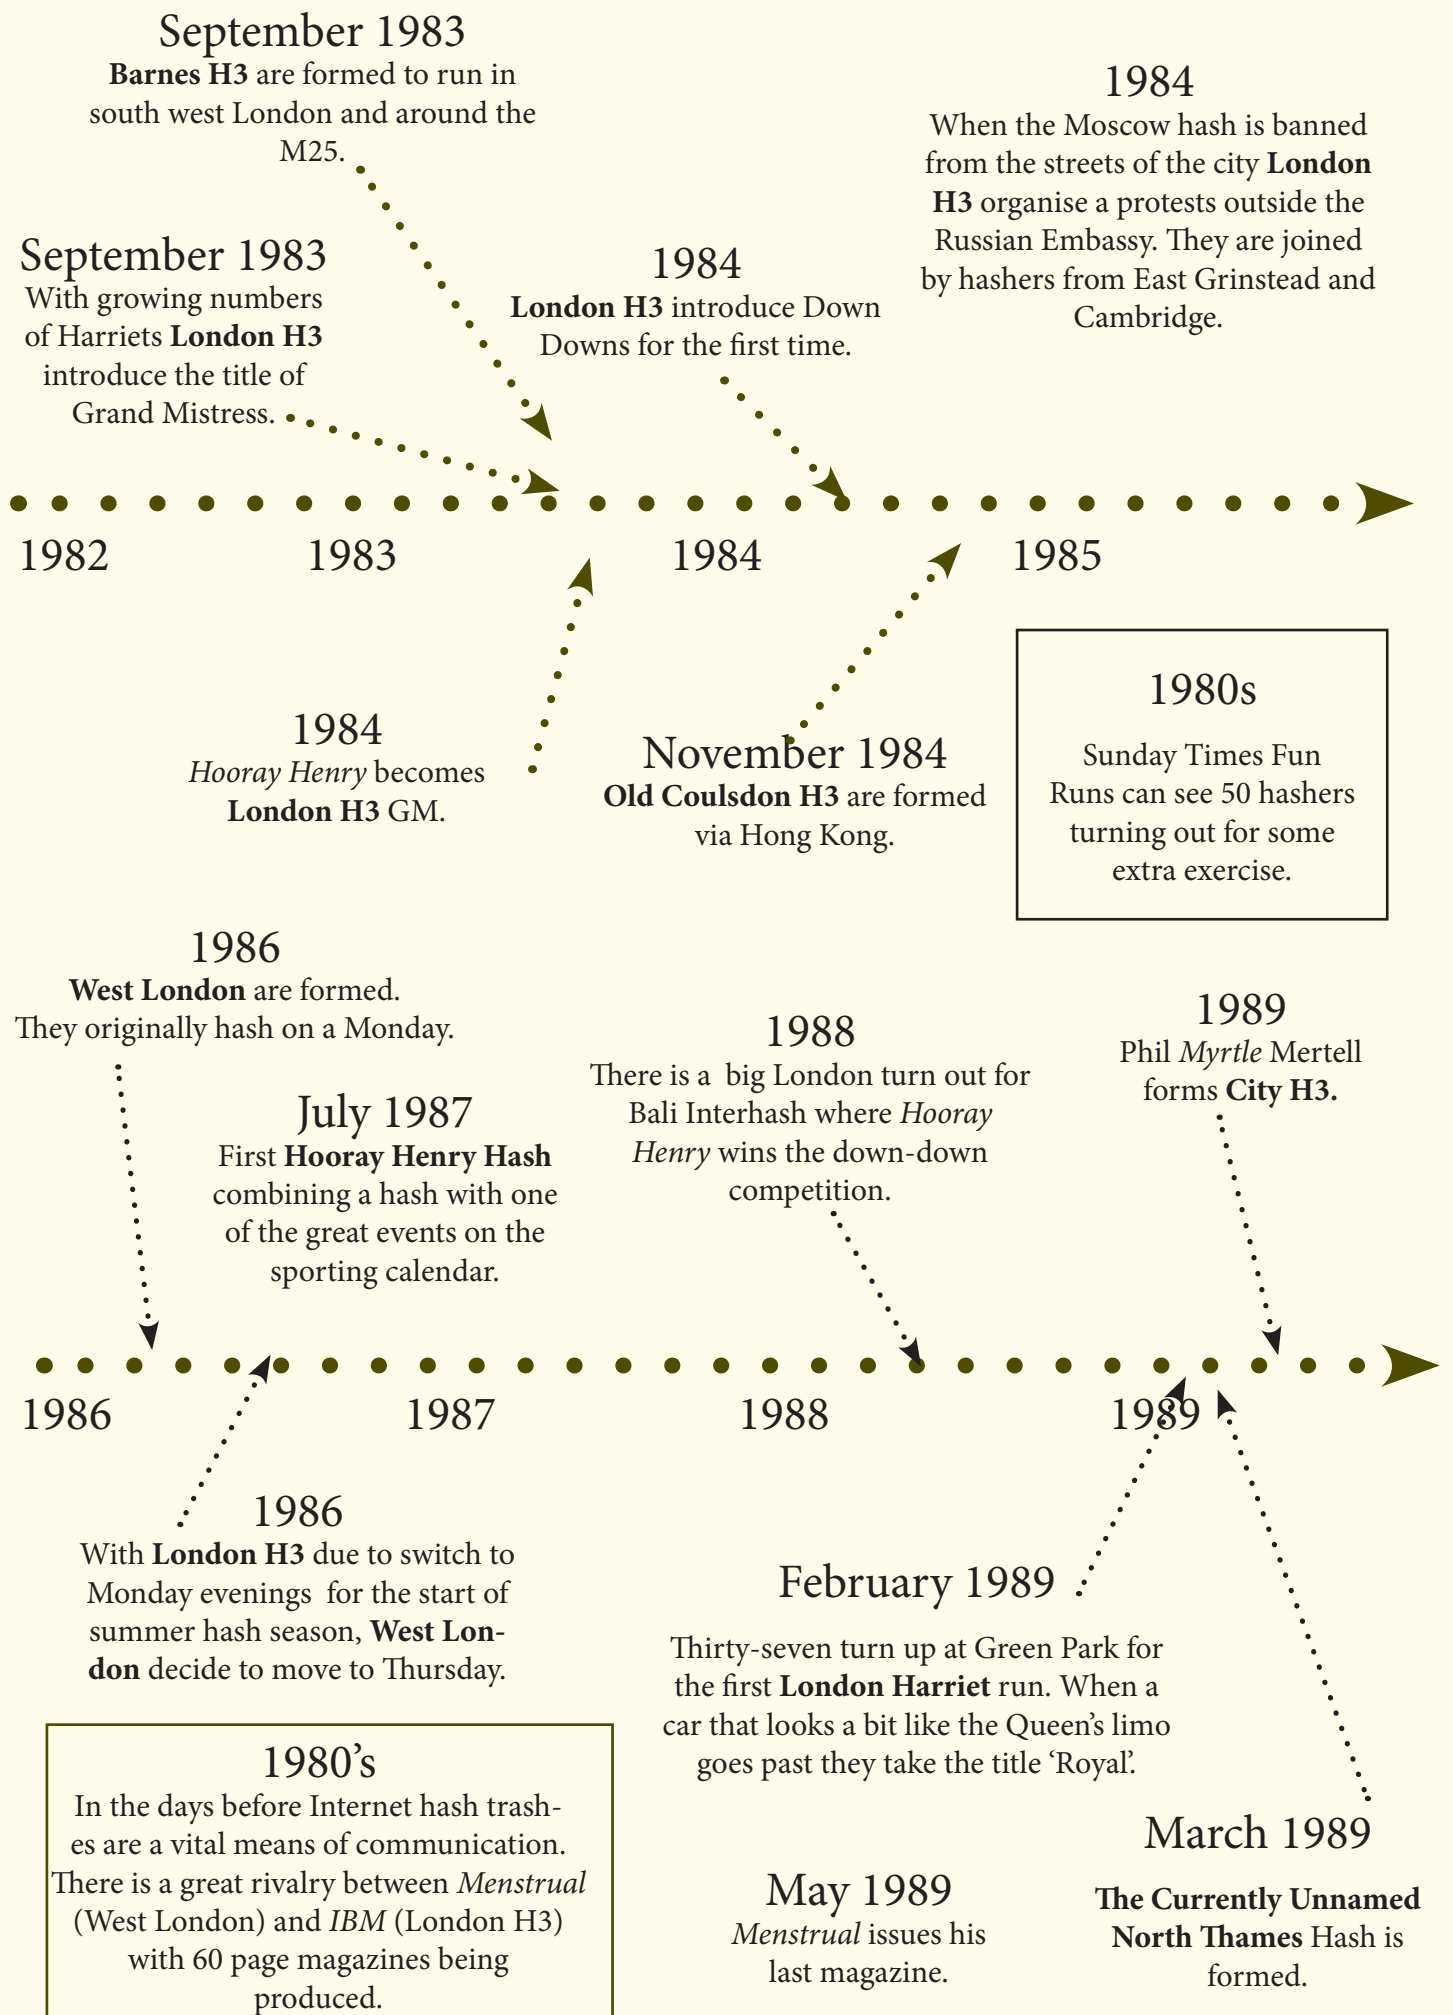 September 1983
Barnes H3 are formed to run in
south west London and around the
M25.
1984
When the Moscow hash is banned
from the streets of the city London
H3 organise a protests outside the
Russian Embassy. They are joined
by hashers from East Grinstead and
Cambridge.
September 1983
With growing numbers
of Harriets London H3
introduce the title of
Grand Mistress.
1984
London H3 introduce Down
Downs for the first time.
1982
1983
1984
1985
1984
Hooray Henry becomes
London H3 GM.
November 1984
Old Coulsdon H3 are formed
via Hong Kong.
1980s
Sunday Times Fun
Runs can see 50 hashers
turning out for some
extra exercise.
1986
West London are formed.
They originally hash on a Monday.
July 1987
First Hooray Henry Hash
combining a hash with one
of the great events on the
sporting calendar.
1988
There is a  big London turn out for
Bali Interhash where Hooray
Henry wins the down-down
competition.
1989
Phil Myrtle Mertell
forms City H3.
1986
1987
1988
1989
1986
With London H3 due to switch to
Monday evenings  for the start of
summer hash season, West Lon-
don decide to move to Thursday.
February 1989
Thirty-seven turn up at Green Park for
the first London Harriet run. When a
car that looks a bit like the Queen's limo
goes past they take the title 'Royal'.
1980's
In the days before Internet hash trash-
es are a vital means of communication.
There is a great rivalry between Menstrual
(West London) and IBM (London H3)
with 60 page magazines being
produced.
May 1989
Menstrual issues his
last magazine.
March 1989
The Currently Unnamed
North Thames Hash is
formed.